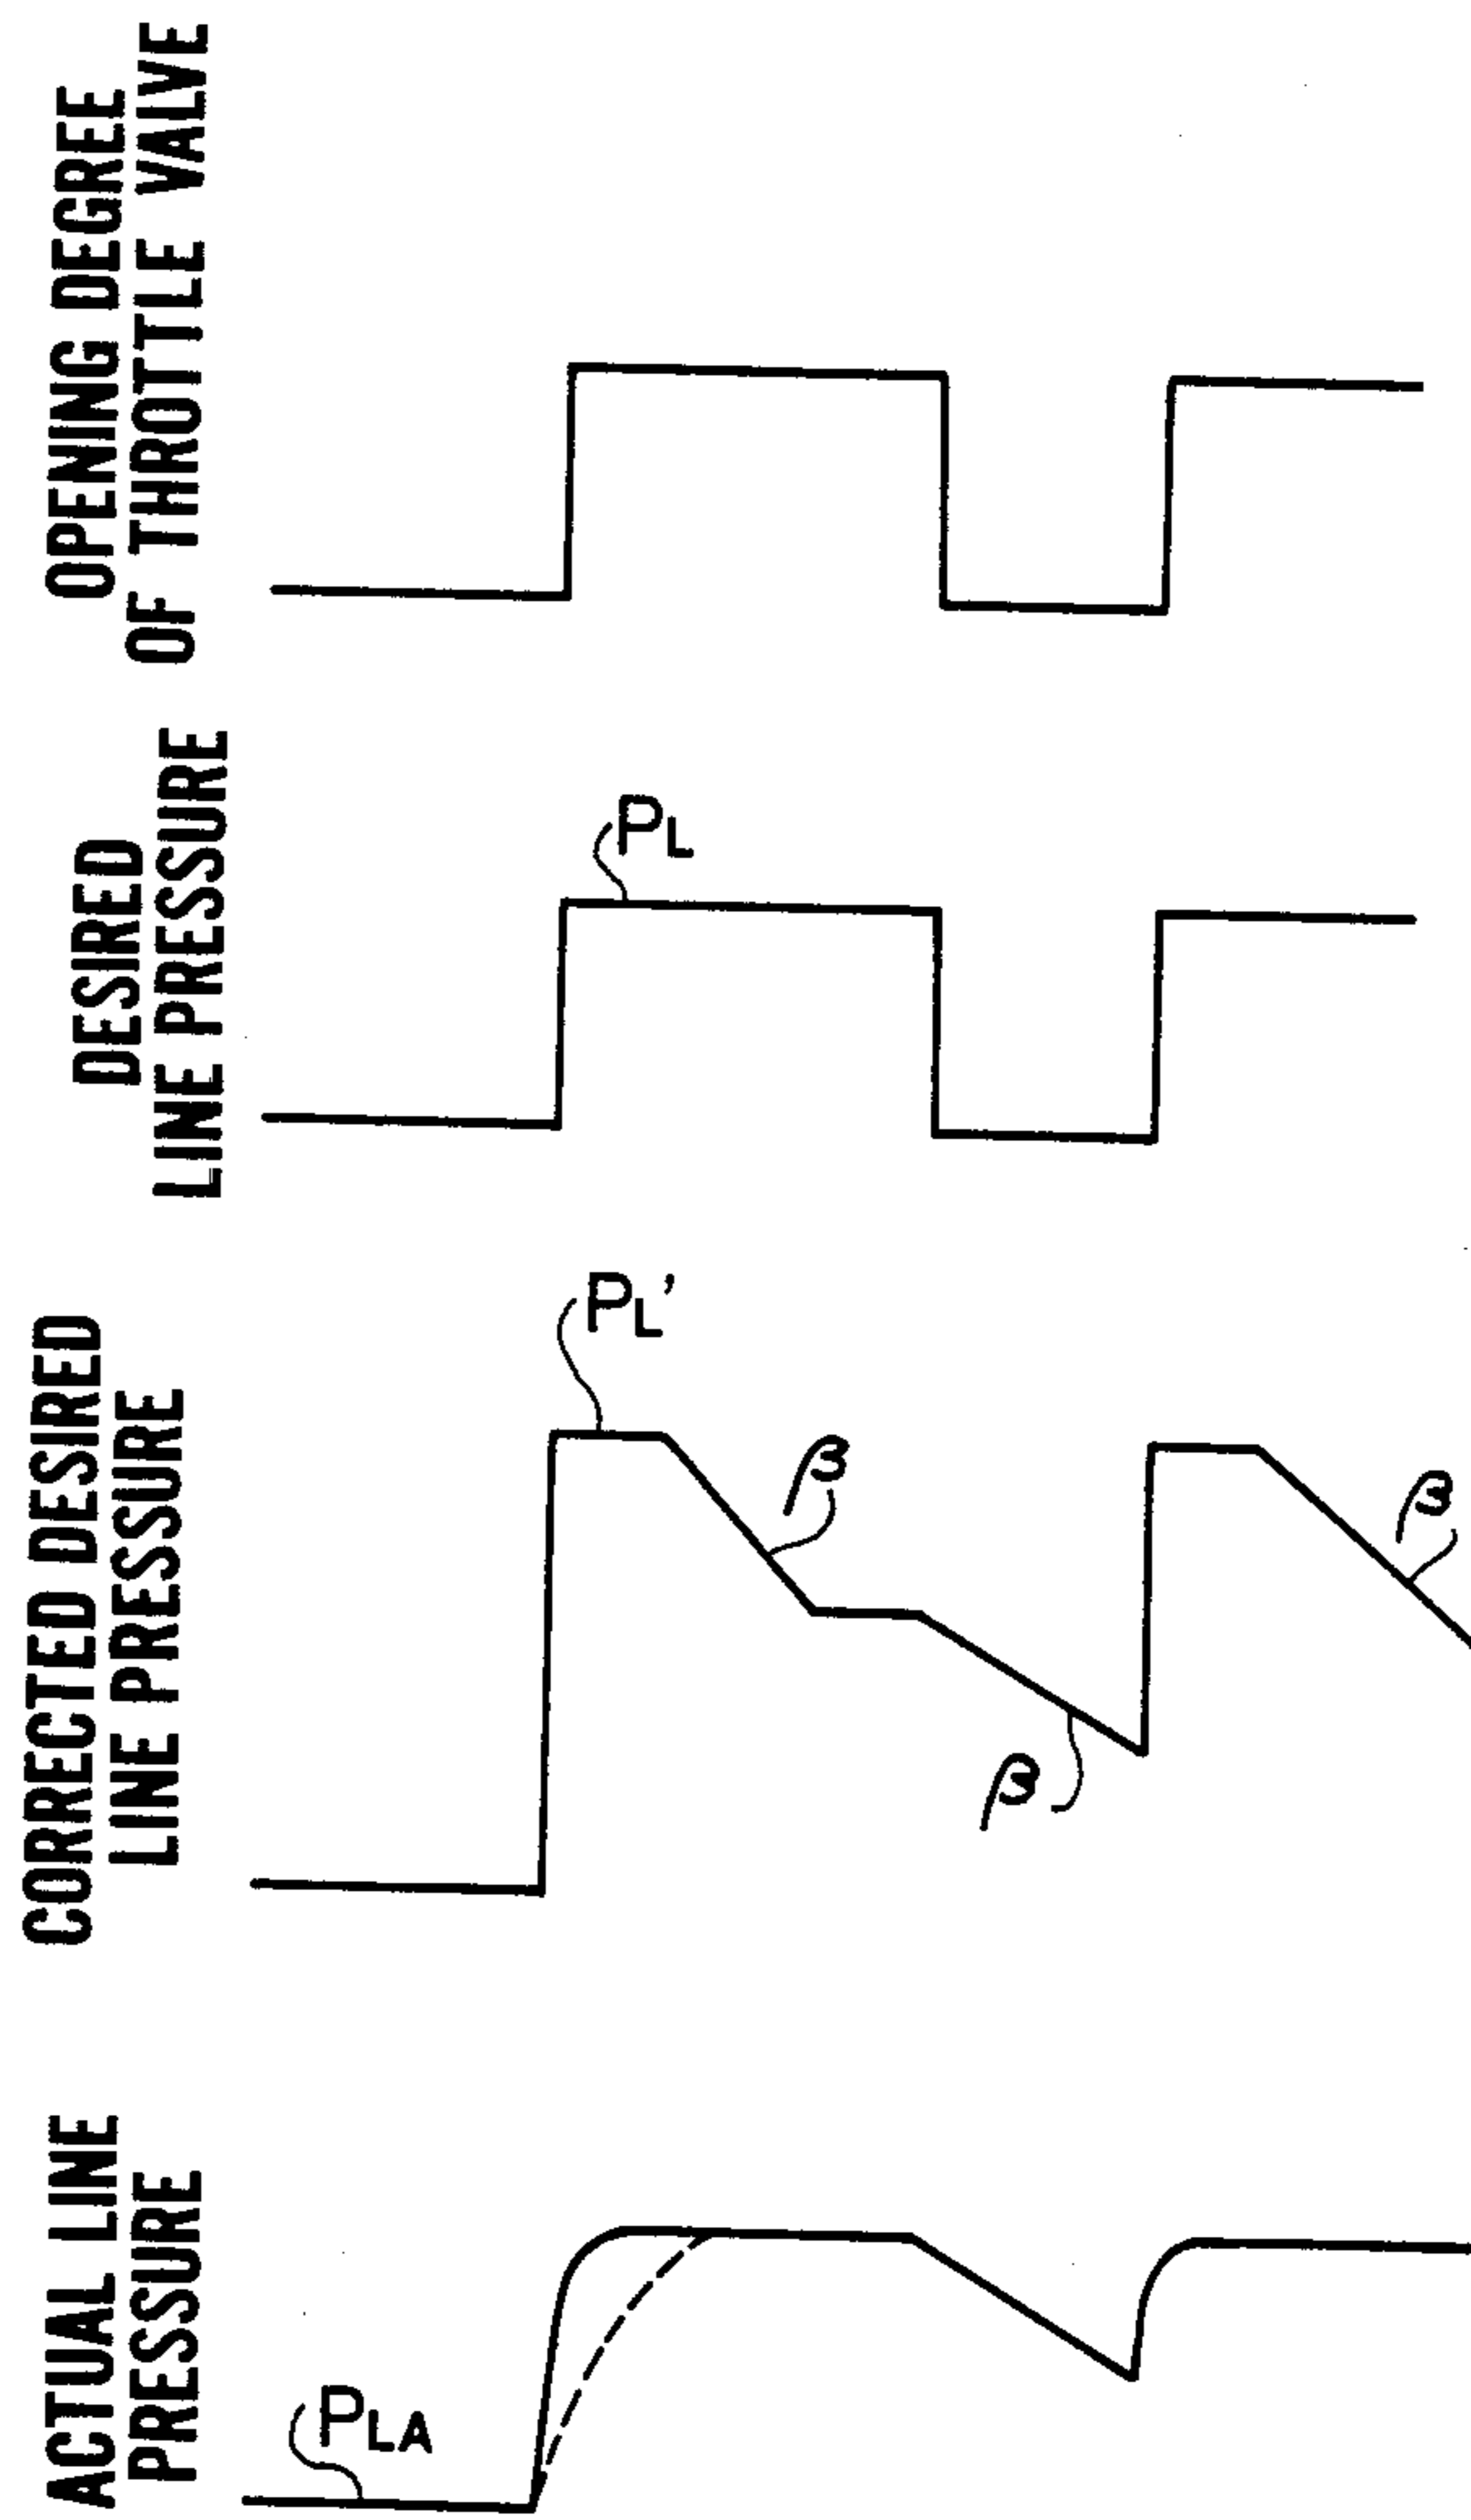 OPENING DEGREE
OF THROTTLE VALVE
DESIRED
LINE PRESSURE
PL
CORRECTED DESIRED
LINE PRESSURE
PL'
β
β
β
ACTUAL LINE
PRESSURE
PLA